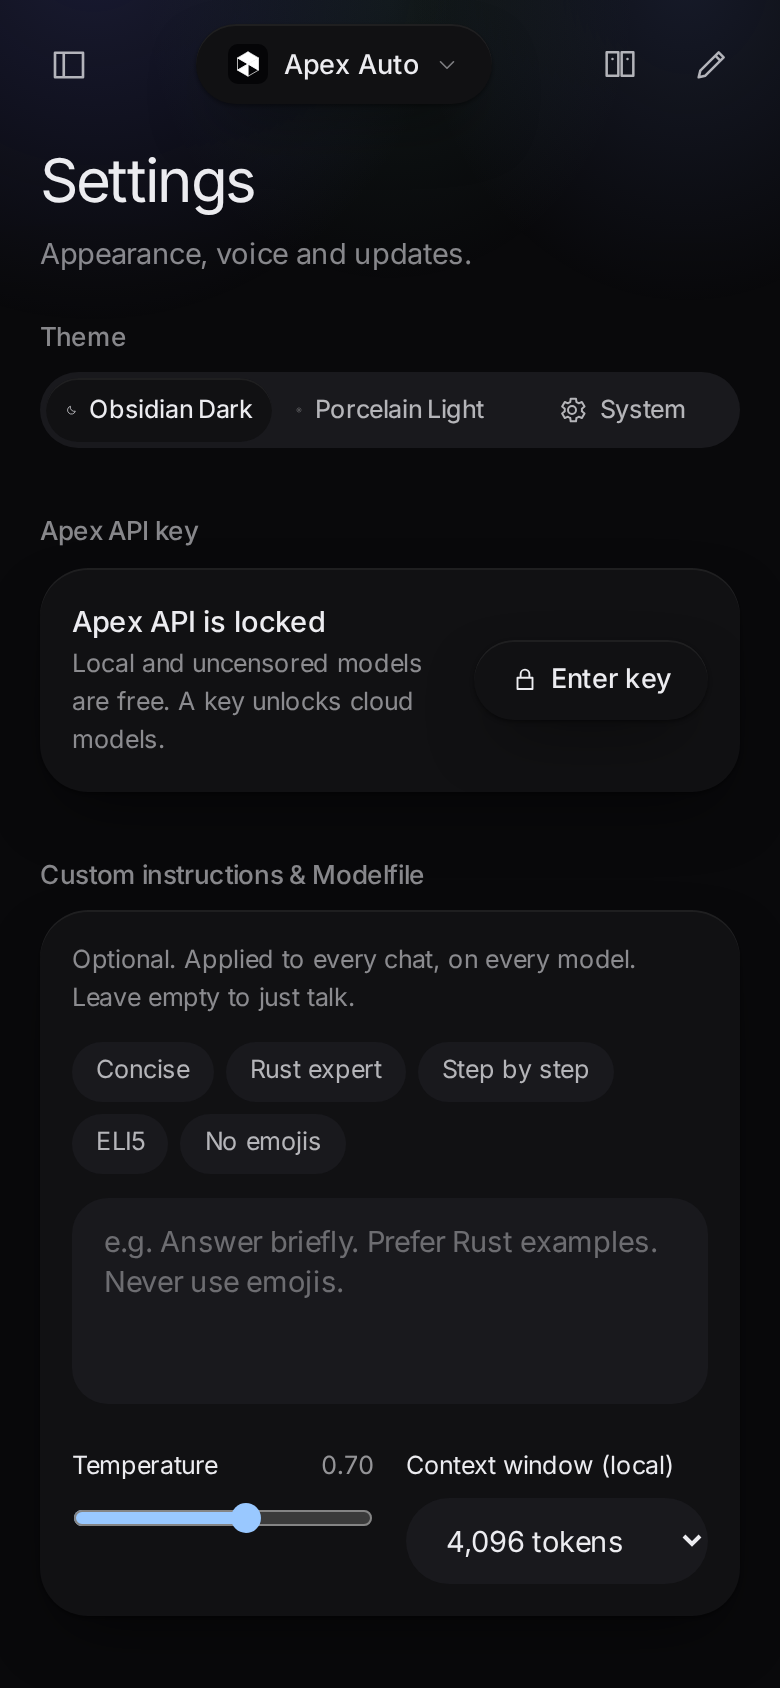 Apex Auto
Settings
Appearance, voice and updates.
Theme
Obsidian Dark
Porcelain Light
System
Apex API key
Apex API is locked
Local and uncensored models
are free. A key unlocks cloud
models.
Enter key
Custom instructions & Modelfile
Optional. Applied to every chat, on every model.
Leave empty to just talk.
Concise
Rust expert
Step by step
ELI5
No emojis
e.g. Answer briefly. Prefer Rust examples.
Never use emojis.
Temperature
0.70
Context window (local)
4,096 tokens